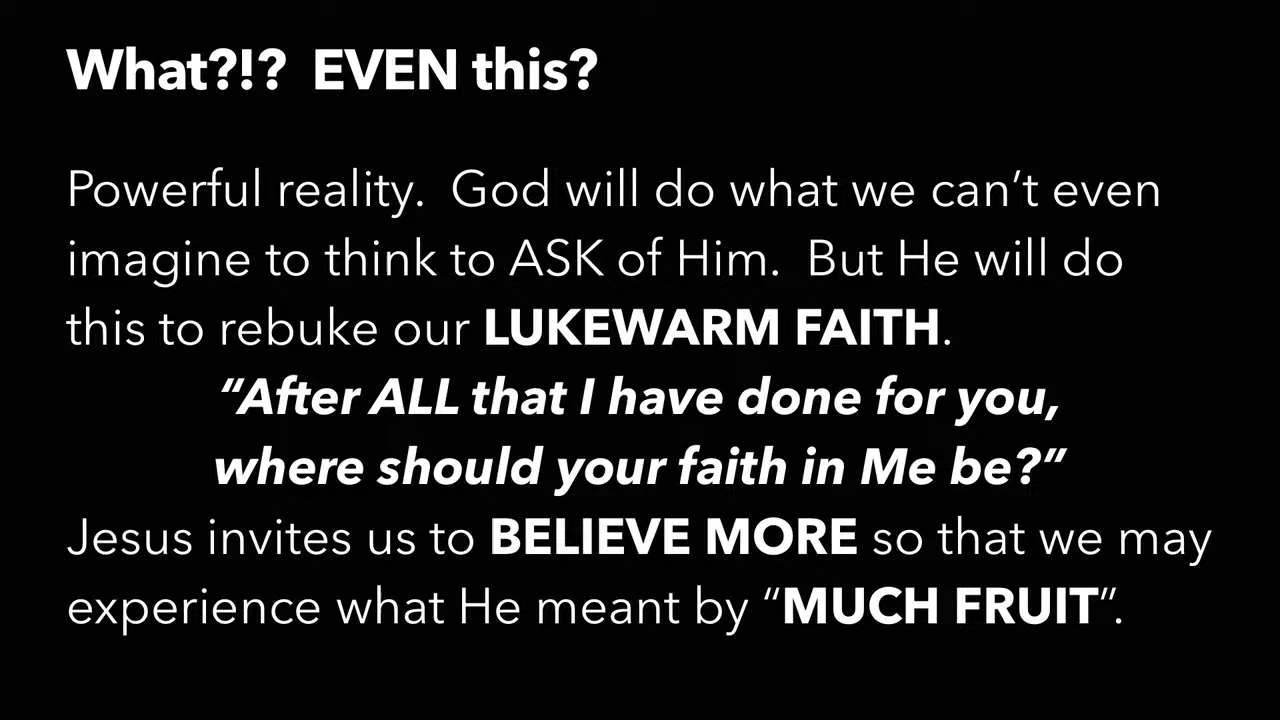 What?!?  EVEN this?
Powerful reality.  God will do what we can’t even
imagine to think to ASK of Him.  But He will do
this to rebuke our LUKEWARM FAITH.
“After ALL that I have done for you,
where should your faith in Me be?”
Jesus invites us to BELIEVE MORE so that we may
experience what He meant by “MUCH FRUIT”.